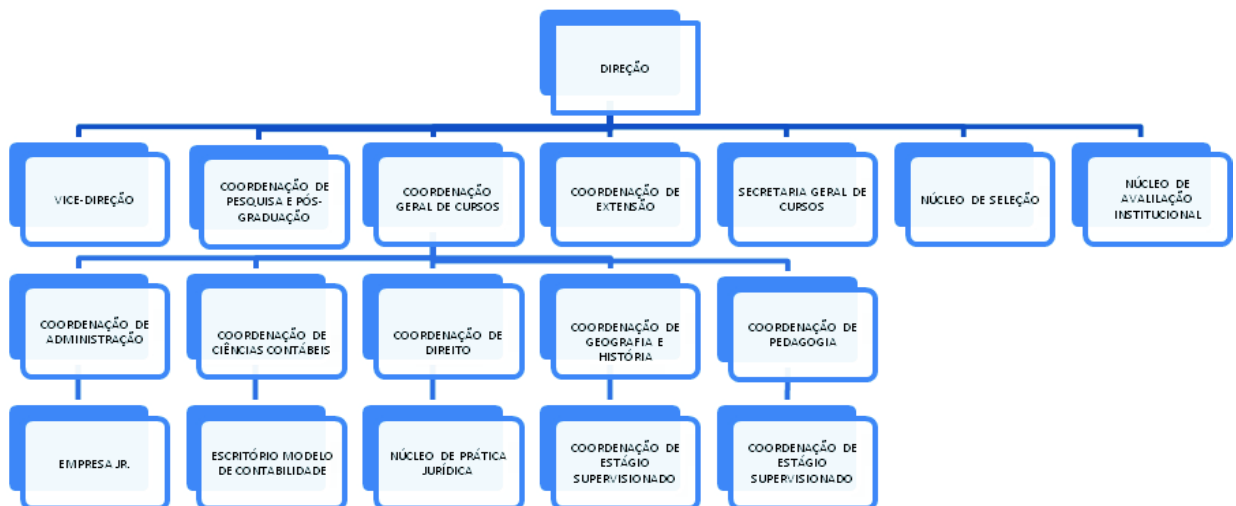 DIREÇÃO
VICE-DIREÇÃO
COORDENAÇÃO DE
PESQUISA E PÓS-
GRADUAÇÃO
COORDENAÇÃO
GERAL DE CURSOS
COORDENAÇÃO DE
EXTENSÃO
SECRETARIA GERAL DE
CURSOS
NÚCLEO DE SELEÇÃO
NÚCLEO DE
AVALILAÇÃO
INSTITUCIONAL
COORDENAÇÃO DE
ADMINISTRAÇÃO
COORDENAÇÃO DE
CIÊNCIAS CONTÁBEIS
COORDENAÇÃO DE
DIREITO
COORDENAÇÃO DE
GEOGRAFIA E
HISTÓRIA
COORDENAÇÃO DE
PEDAGOGIA
EMPRESA JR.
ESCRITÓRIO MODELO
DE CONTABILIDADE
NÚCLEO DE PRÁTICA
JURÍDICA
COORDENAÇÃO DE
ESTÁGIO
SUPERVISIONADO
COORDENAÇÃO DE
ESTÁGIO
SUPERVISIONADO